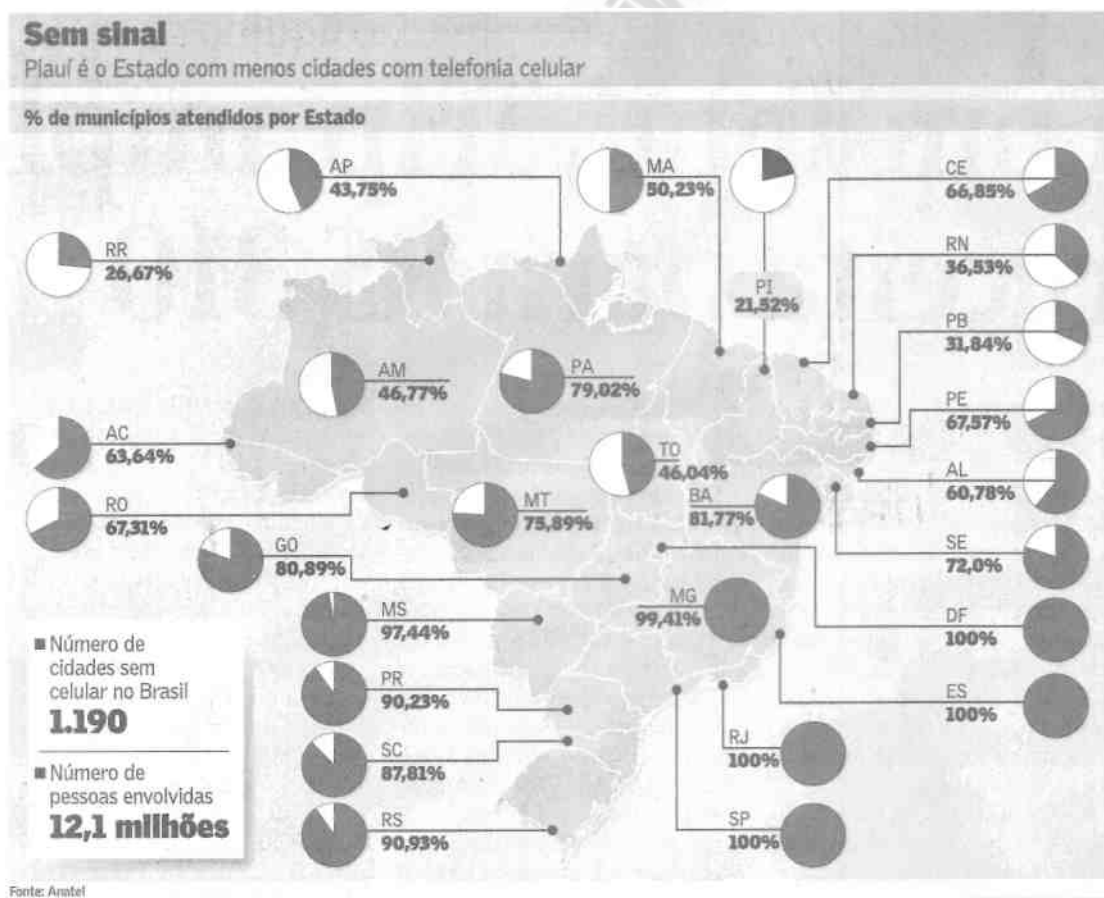 Sem sinal
Piauí é o Estado com menos cidades com telefonia celular
% de municípios atendidos por Estado
AP
43,75%
MA
50,23%
CE
66,85%
RR
26,67%
PI
21,52%
RN
36,53%
PB
31,84%
AM
46,77%
PA
79,02%
PE
67,57%
AC
63,64%
TO
46,04%
AL
60,78%
RO
67,31%
MT
75,89%
BA
81,77%
GO
80,89%
SE
72,0%
MS
97,44%
MG
99,41%
DF
100%
PR
90,23%
ES
100%
SC
87,81%
RJ
100%
RS
90,93%
SP
100%
Número de
cidades sem
celular no Brasil
1.190
Número de
pessoas envolvidas
12,1 milhões
Fonte: Anatel